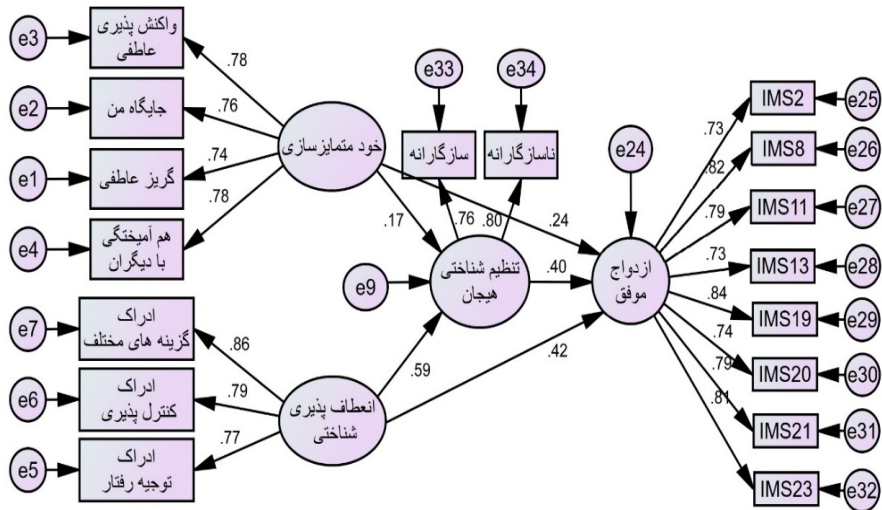 e3
واکنش پذیری
عاطفی
.78
e2
جایگاه من
.76
e1
گریز عاطفی
.74
e4
هم آمیختگی
با دیگران
.78
خود متمایزسازی
e33
e34
سازگارانه
ناسازگارانه
.76
.80
.17
.24
e9
تنظیم شناختی
هیجان
.40
e24
ازدواج
موفق
e7
ادراک
گزینه های مختلف
.86
e6
ادراک
کنترل پذیری
.79
e5
ادراک
توجیه رفتار
.77
انعطاف پذیری
شناختی
.59
.42
.73
IMS2
e25
.82
IMS8
e26
.79
IMS11
e27
.73
IMS13
e28
.84
IMS19
e29
.74
IMS20
e30
.79
IMS21
e31
.81
IMS23
e32